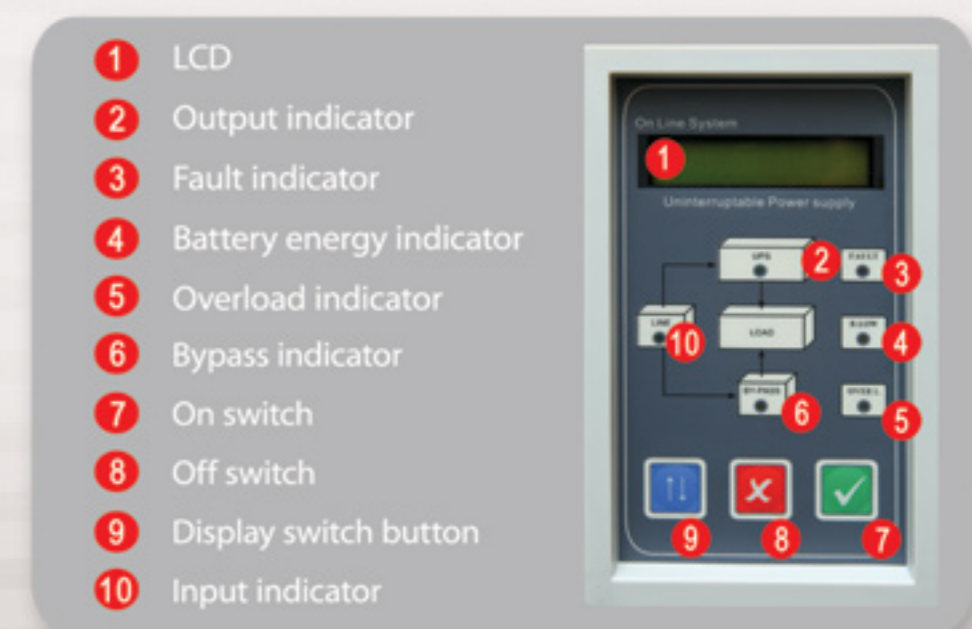 1 LCD
2 Output indicator
3 Fault indicator
4 Battery energy indicator
5 Overload indicator
6 Bypass indicator
7 On switch
8 Off switch
9 Display switch button
10 Input indicator
On Line System
1
Uninterruptable Power supply
UPS
2
FAULT
3
LINE
10
LOAD
4
BY-PASS
6
5
9
8
7